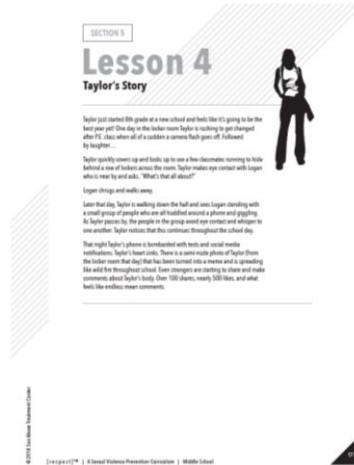 SECTION 5
Lesson 4
Taylor's Story
Taylor just started 8th grade at a new school and feels like it's going to be the
best year yet! One day in the locker room Taylor is rushing to get changed
after P.E. class when all of a sudden a camera flash goes off. Followed
by laughter…
Taylor quickly covers up and looks up to see a few classmates running to hide
behind a row of lockers across the room. Taylor makes eye contact with Logan
who is near by and asks, "What's that all about?"
Logan shrugs and walks away.
Later that day, Taylor is walking down the hall and sees Logan standing with
a small group of people who are all huddled around a phone and giggling.
As Taylor passes by, the people in the group avoid eye contact and whisper to
one another. Taylor notices that this continues throughout the school day.
That night Taylor's phone is bombarded with texts and social media
notifications. Taylor's heart sinks. There is a semi-nude photo of Taylor (from
the locker room that day) that has been turned into a meme and is spreading
like wild fire throughout school. Even strangers are starting to share and make
comments about Taylor's body. Over 100 shares, nearly 500 likes, and what
feels like endless mean comments.
©2018 Sex Abuse Treatment Center
[respect]™ | A Sexual Violence Prevention Curriculum | Middle School